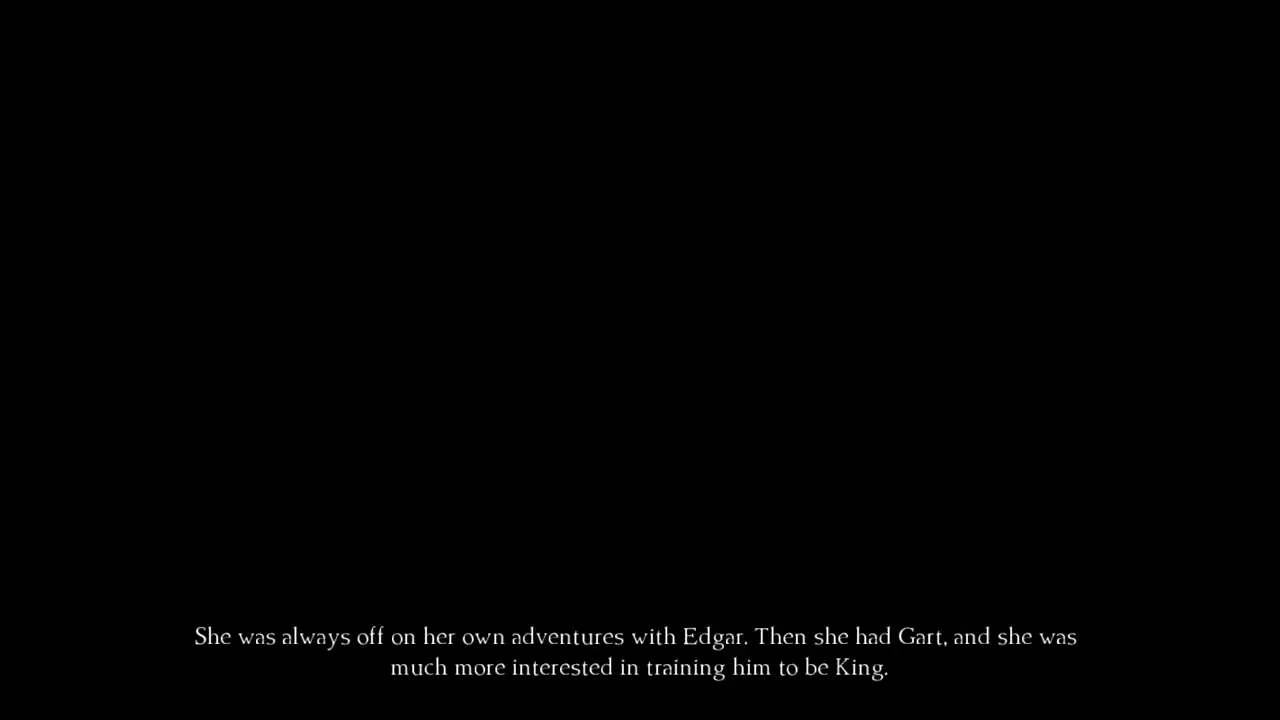 She was always off on her own adventures with Edgar. Then she had Gart, and she was
much more interested in training him to be King.